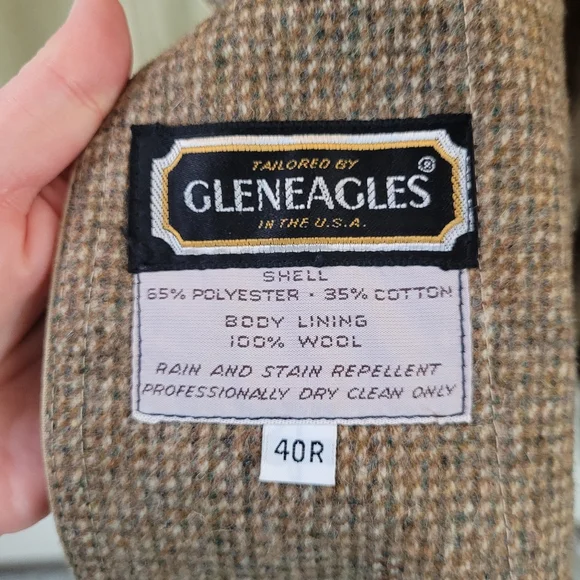 TAILORED BY
GLENEAGLES®
IN THE U.S.A.
SHELL
65% POLYESTER · 35% COTTON
BODY LINING
100% WOOL
RAIN AND STAIN REPELLENT
PROFESSIONALLY DRY CLEAN ONLY
40R